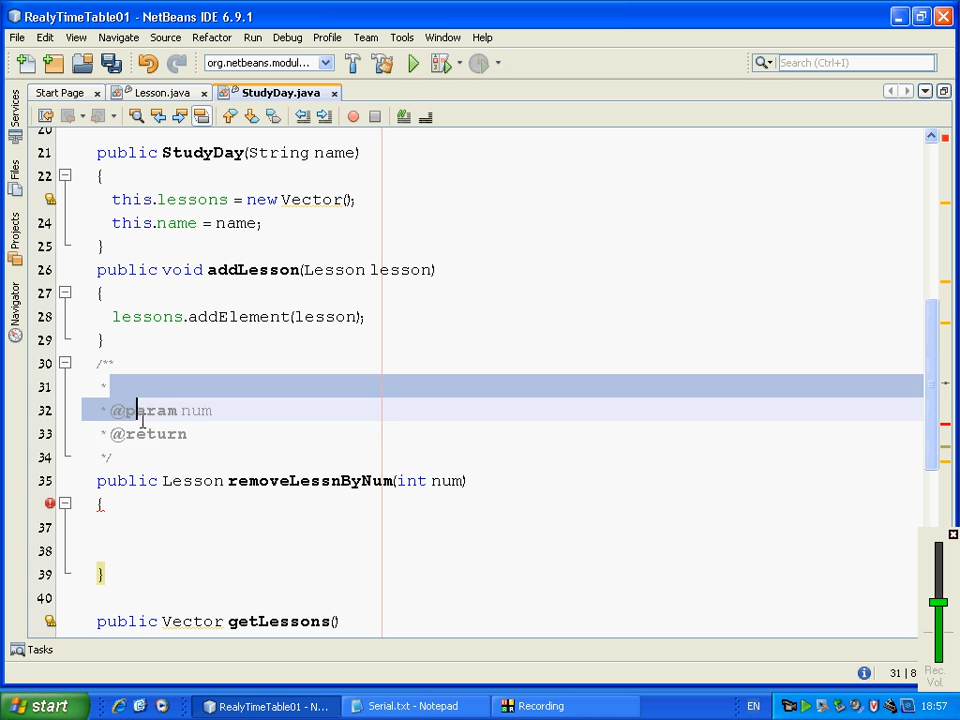 RealyTimeTable01 - NetBeans IDE 6.9.1
File Edit View Navigate Source Refactor Run Debug Profile Team Tools Window Help
org.netbeans.modul...
Search (Ctrl+I)
Start Page Lesson.java StudyDay.java
Services
Files
Projects
Navigator
20
21 public StudyDay(String name)
22 {
this.lessons = new Vector();
24 this.name = name;
25 }
26 public void addLesson(Lesson lesson)
27 {
28 lessons.addElement(lesson);
29 }
30 /**
31 *
32 * @param num
33 * @return
34 */
35 public Lesson removeLessnByNum(int num)
{
37
38
39 }
40
public Vector getLessons()
Tasks
31 | 8
Rec.
Vol.
start
RealyTimeTable01 - N...
Serial.txt - Notepad
Recording
EN
18:57